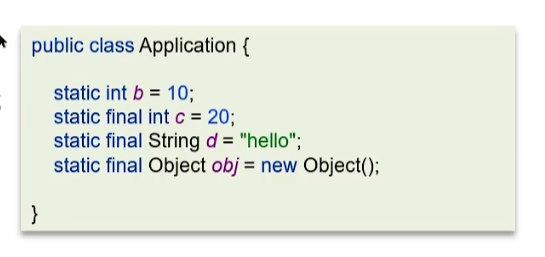 public class Application {
static int b = 10;
static final int c = 20;
static final String d = "hello";
static final Object obj = new Object();
}